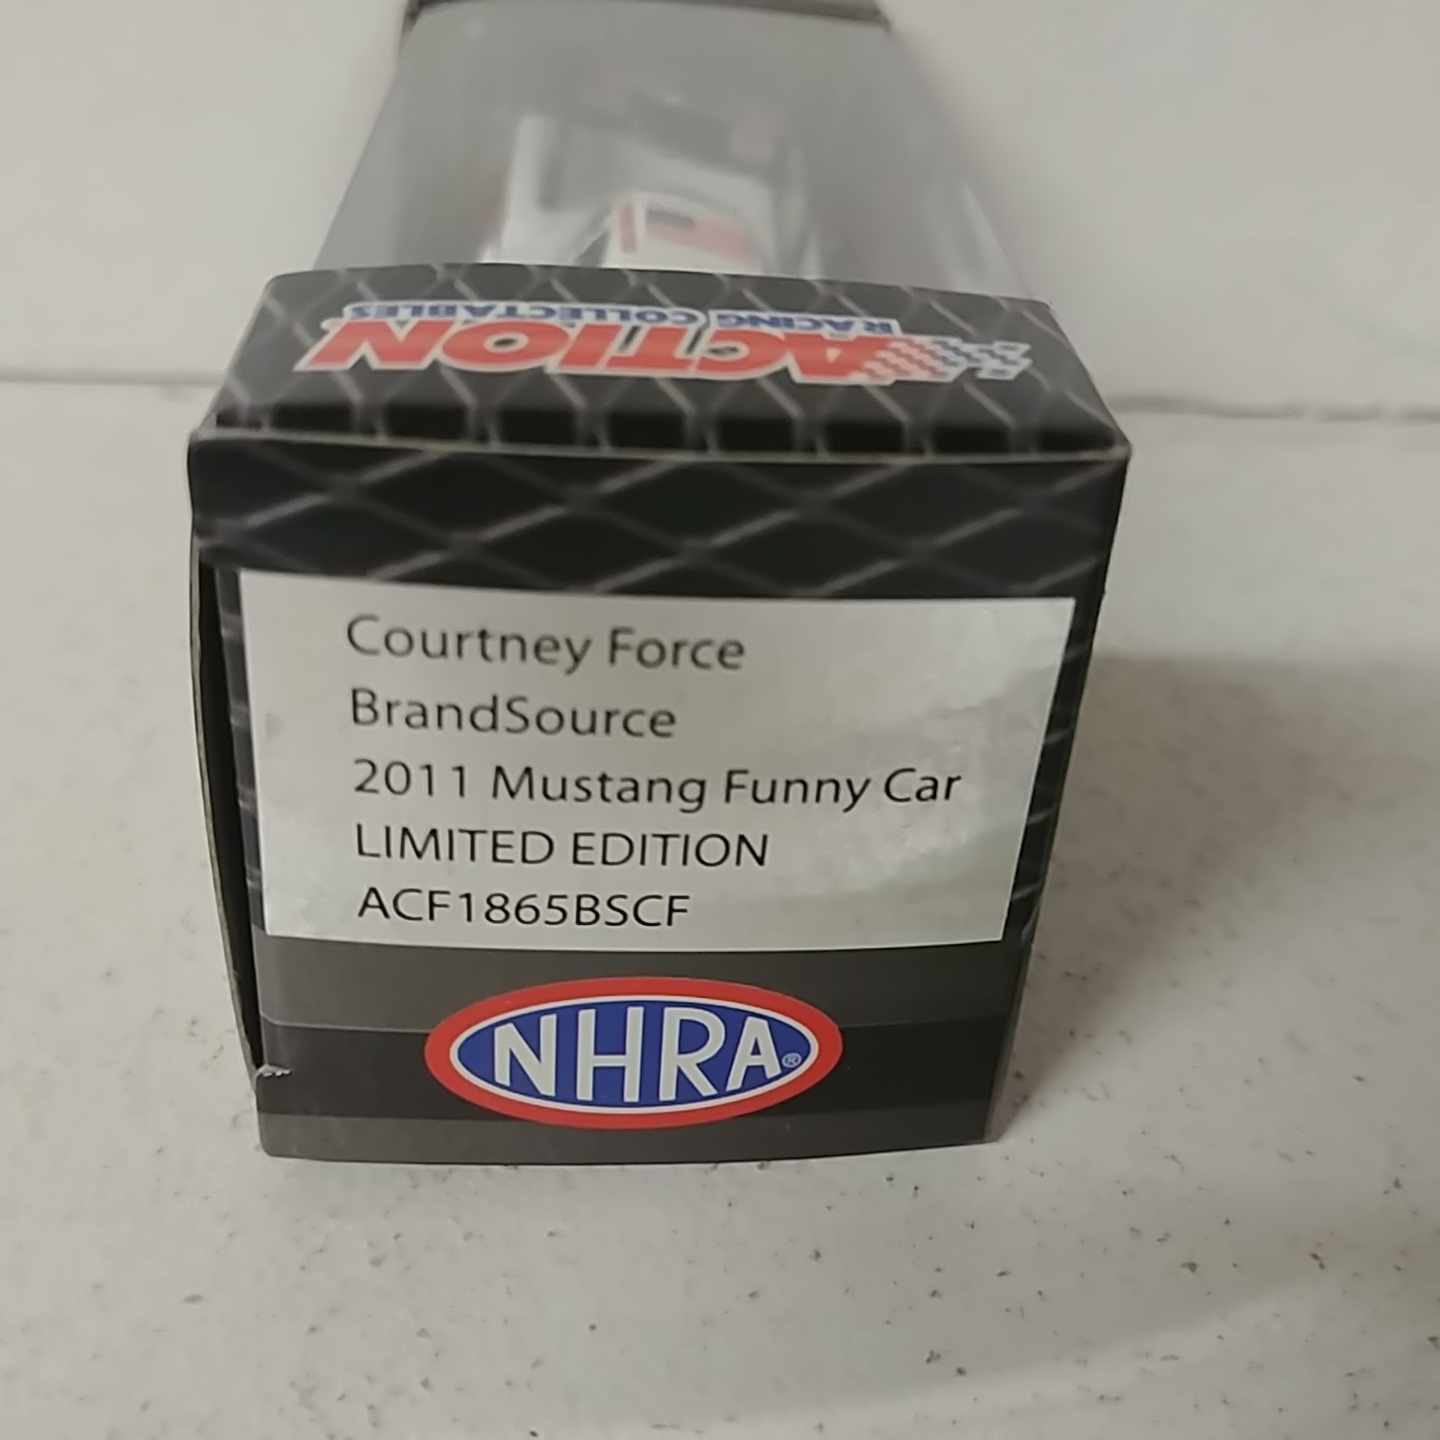 ACTION
RACING COLLECTABLES
Courtney Force
BrandSource
2011 Mustang Funny Car
LIMITED EDITION
ACF1865BSCF
NHRA®